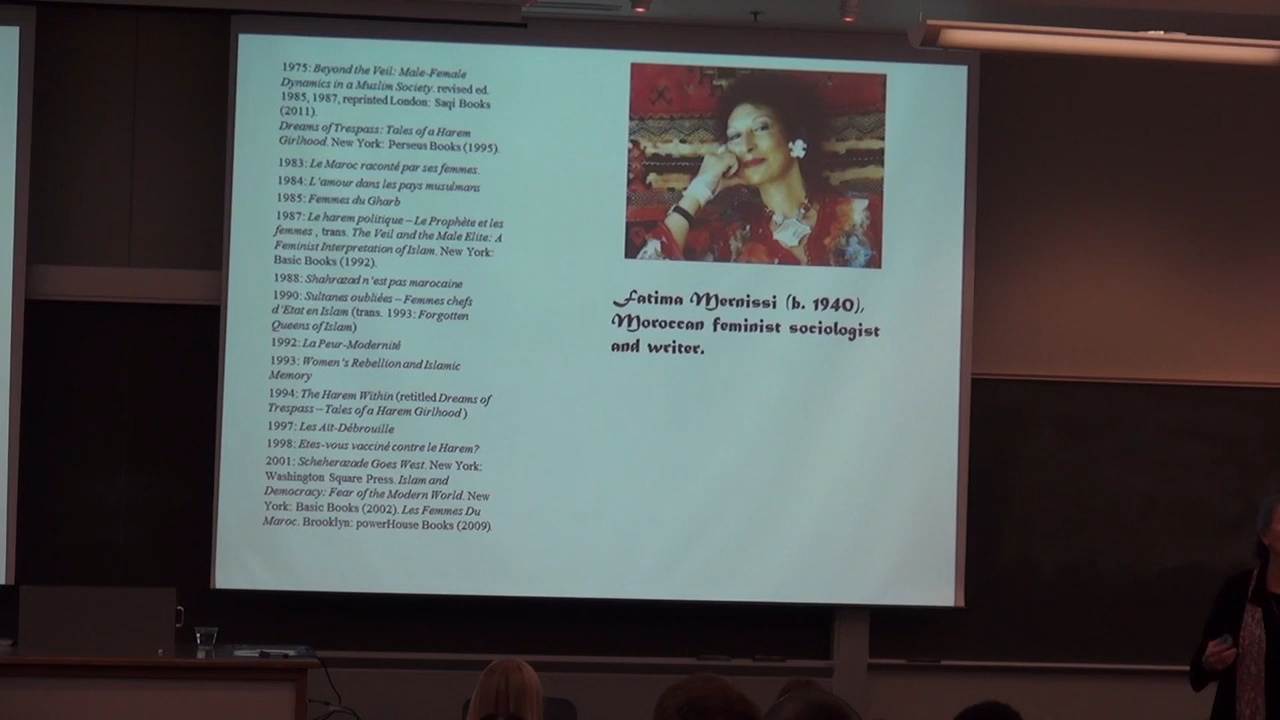 1975: Beyond the Veil: Male-Female
Dynamics in a Muslim Society. revised ed.
1985, 1987, reprinted London: Saqi Books
(2011).
Dreams of Trespass: Tales of a Harem
Girlhood. New York: Perseus Books (1995).
1983: Le Maroc raconté par ses femmes.
1984: L'amour dans les pays musulmans
1985: Femmes du Gharb
1987: Le harem politique – Le Prophète et les
femmes , trans. The Veil and the Male Elite: A
Feminist Interpretation of Islam. New York:
Basic Books (1992).
1988: Shahrazad n'est pas marocaine
1990: Sultanes oubliées – Femmes chefs
d'Etat en Islam (trans. 1993: Forgotten
Queens of Islam)
1992: La Peur-Modernité
1993: Women's Rebellion and Islamic
Memory
1994: The Harem Within (retitled Dreams of
Trespass – Tales of a Harem Girlhood)
1997: Les Aït-Débrouille
1998: Etes-vous vacciné contre le Harem?
2001: Scheherazade Goes West. New York:
Washington Square Press. Islam and
Democracy: Fear of the Modern World. New
York: Basic Books (2002). Les Femmes Du
Maroc. Brooklyn: powerHouse Books (2009).
Fatima Mernissi (b. 1940),
Moroccan feminist sociologist
and writer.